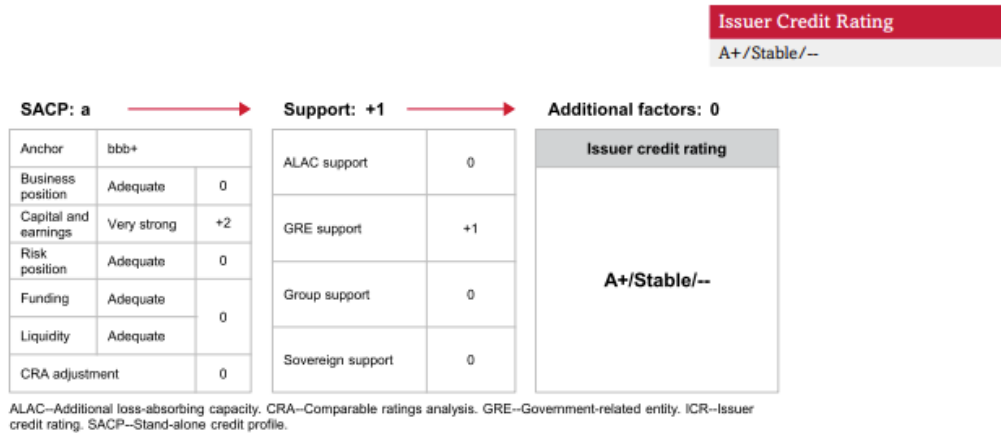 Issuer Credit Rating
A+/Stable/--
SACP: a
Support: +1
Additional factors: 0
Anchor bbb+
Business position Adequate 0
Capital and earnings Very strong +2
Risk position Adequate 0
Funding Adequate 0
Liquidity Adequate
CRA adjustment 0
ALAC support 0
GRE support +1
Group support 0
Sovereign support 0
Issuer credit rating
A+/Stable/--
ALAC--Additional loss-absorbing capacity. CRA--Comparable ratings analysis. GRE--Government-related entity. ICR--Issuer
credit rating. SACP--Stand-alone credit profile.